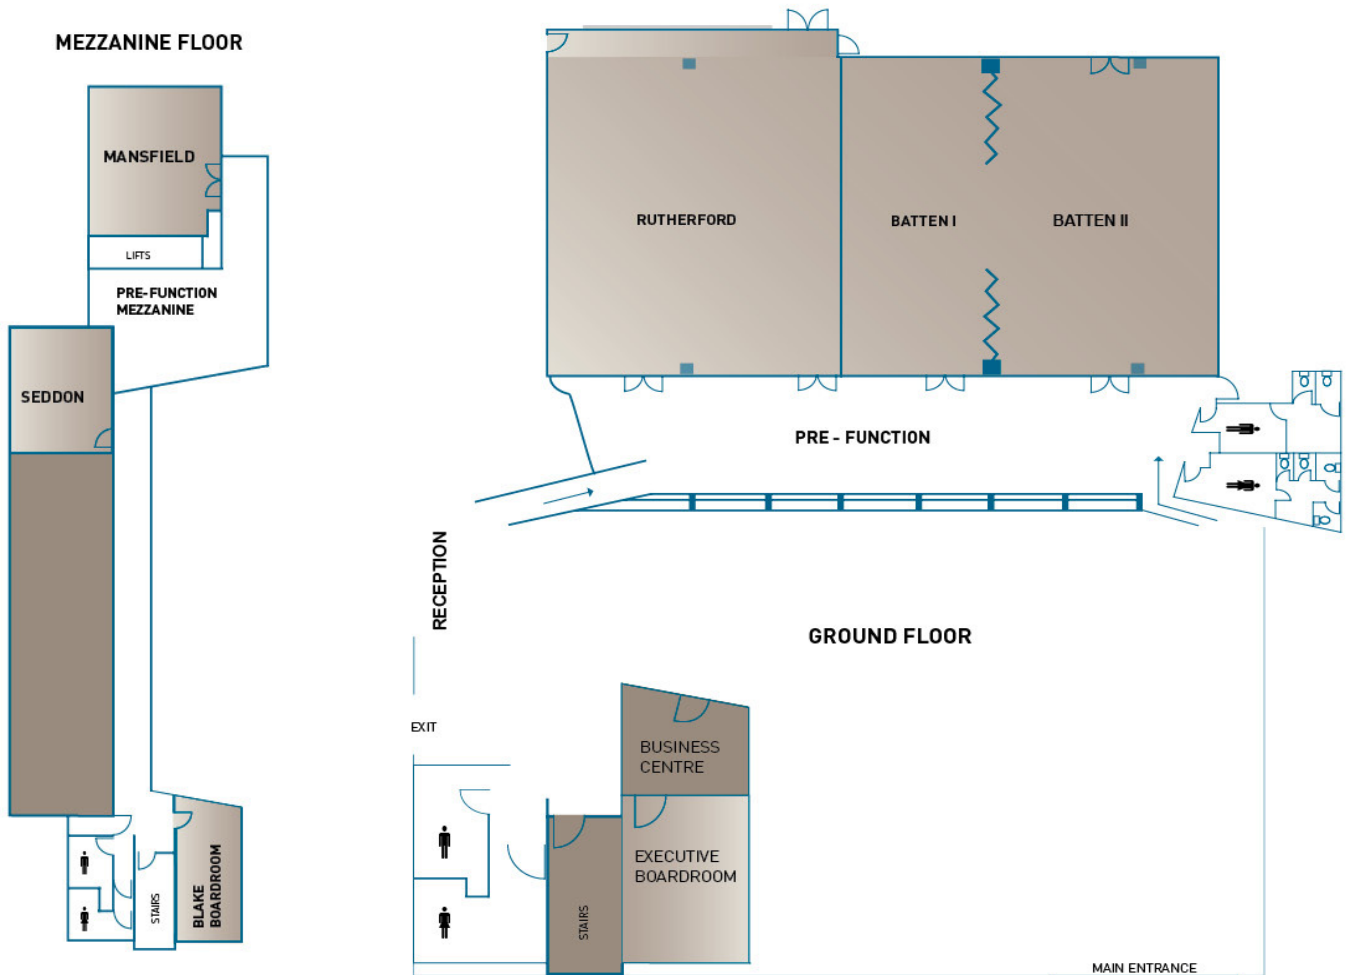 MEZZANINE FLOOR
MANSFIELD
LIFTS
PRE-FUNCTION
MEZZANINE
SEDDON
STAIRS
BLAKE
BOARDROOM
RUTHERFORD
BATTEN I
BATTEN II
PRE - FUNCTION
RECEPTION
GROUND FLOOR
EXIT
BUSINESS
CENTRE
EXECUTIVE
BOARDROOM
STAIRS
MAIN ENTRANCE